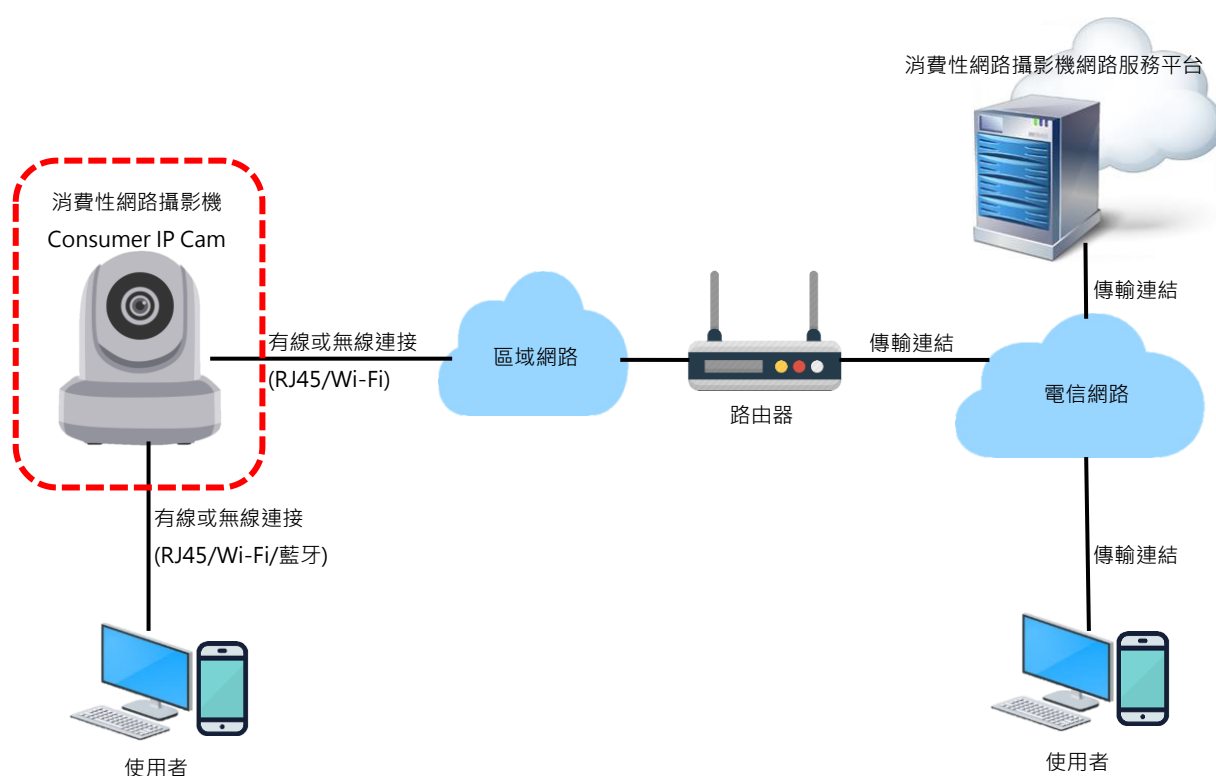 消費性網路攝影機網路服務平台
消費性網路攝影機
Consumer IP Cam
傳輸連結
有線或無線連接
(RJ45/Wi-Fi)
區域網路
傳輸連結
路由器
電信網路
有線或無線連接
(RJ45/Wi-Fi/藍牙)
傳輸連結
使用者
使用者